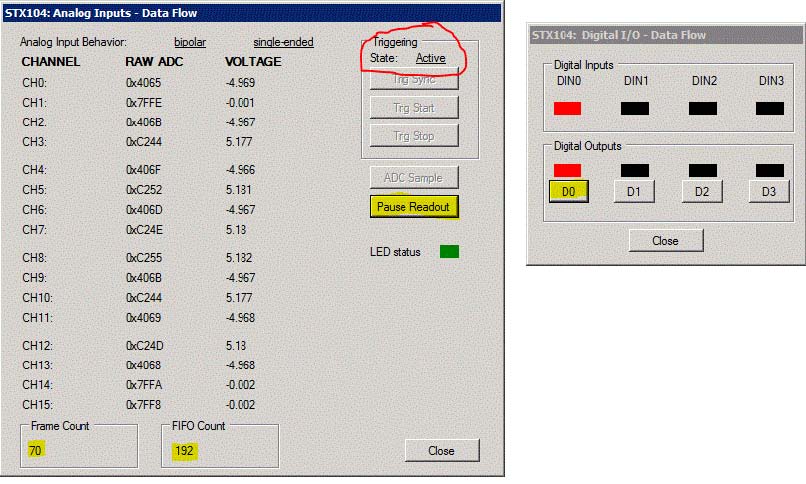 STX104: Analog Inputs - Data Flow
Analog Input Behavior: bipolar single-ended
CHANNEL RAW ADC VOLTAGE
CH0: 0x4065 -4.969
CH1: 0x7FFE -0.001
CH2: 0x406B -4.967
CH3: 0xC244 5.177
CH4: 0x406F -4.966
CH5: 0xC252 5.181
CH6: 0x406D -4.967
CH7: 0xC24E 5.18
CH8: 0xC255 5.182
CH9: 0x406B -4.967
CH10: 0xC244 5.177
CH11: 0x4069 -4.968
CH12: 0xC24D 5.18
CH13: 0x4068 -4.968
CH14: 0x7FFA -0.002
CH15: 0x7FF8 -0.002
Frame Count
70
FIFO Count
192
Triggering
State: Active
Trg Sync
Trg Start
Trg Stop
ADC Sample
Pause Readout
LED status
Close
STX104: Digital I/O - Data Flow
Digital Inputs
DIN0 DIN1 DIN2 DIN3
Digital Outputs
D0 D1 D2 D3
Close